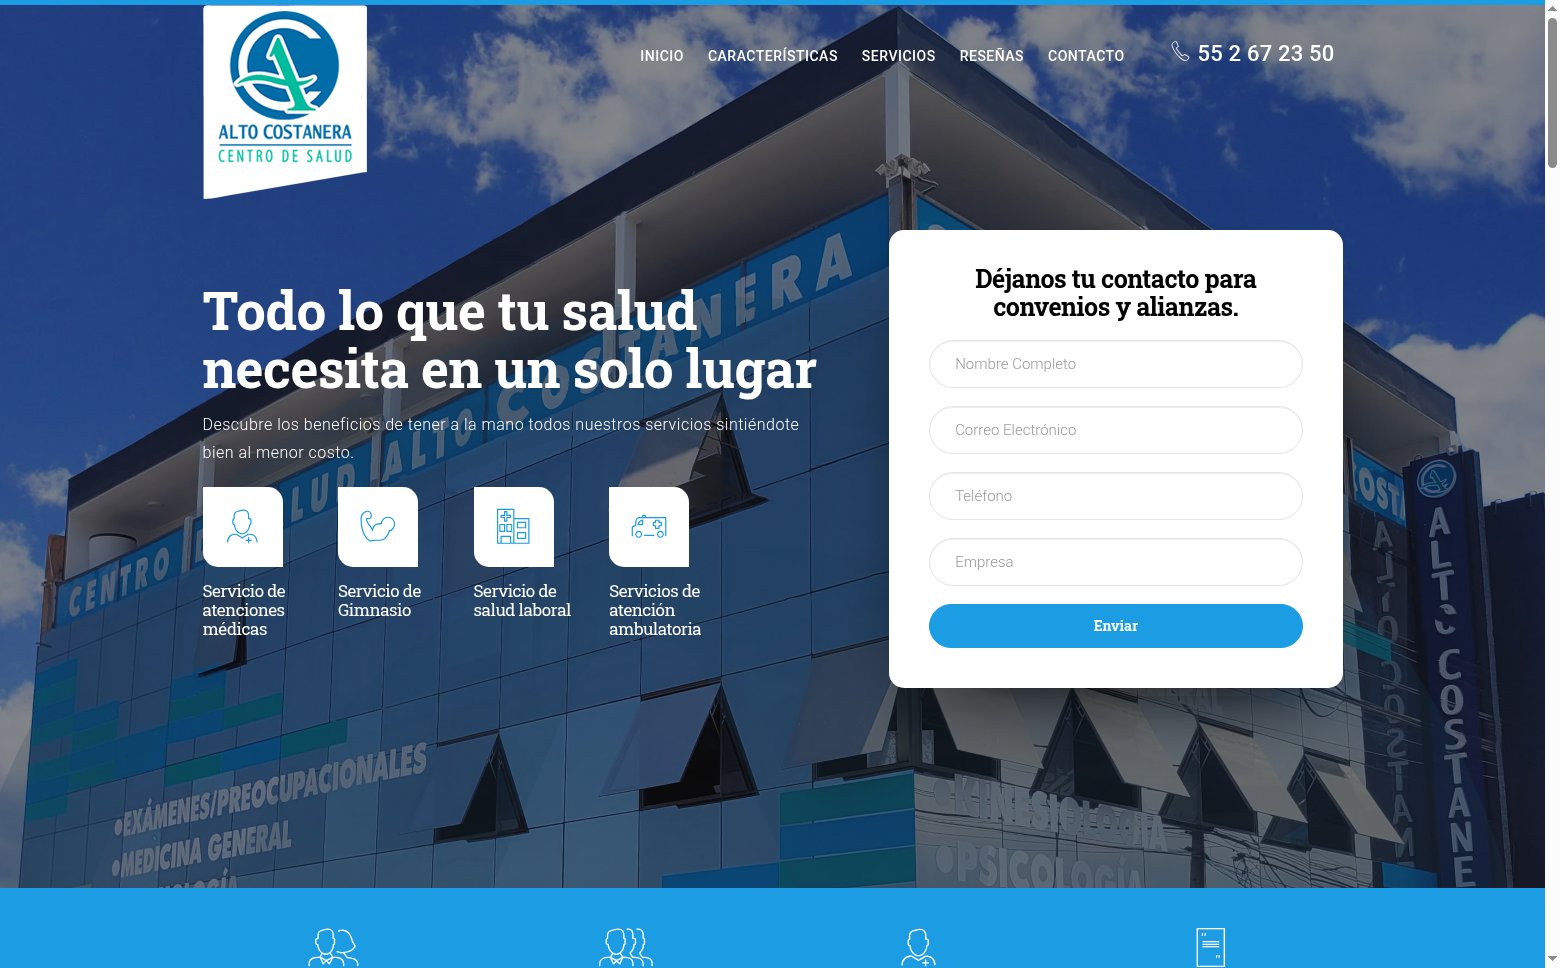 ALTO COSTANERA
CENTRO DE SALUD
INICIO
CARACTERÍSTICAS
SERVICIOS
RESEÑAS
CONTACTO
55 2 67 23 50
Todo lo que tu salud
necesita en un solo lugar
Descubre los beneficios de tener a la mano todos nuestros servicios sintiéndote
bien al menor costo.
Servicio de
atenciones
médicas
Servicio de
Gimnasio
Servicio de
salud laboral
Servicios de
atención
ambulatoria
Déjanos tu contacto para
convenios y alianzas.
Nombre Completo
Correo Electrónico
Teléfono
Empresa
Enviar
CENTRO
ALTO COSTANERA
•EXÁMENES/PREOCUPACIONALES
•MEDICINA GENERAL
•KINESIOLOGÍA
•PSICOLOGÍA